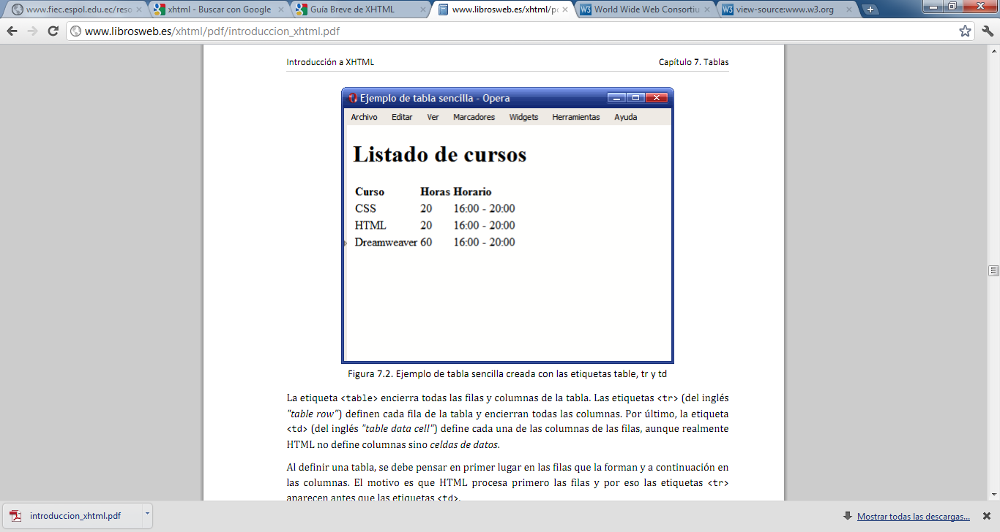 www.fiec.espol.edu.ec/reso
xhtml - Buscar con Google
Guía Breve de XHTML
www.librosweb.es/xhtml/pd
World Wide Web Consortiu
view-source:www.w3.org
www.librosweb.es/xhtml/pdf/introduccion_xhtml.pdf
Introducción a XHTML Capítulo 7. Tablas
Ejemplo de tabla sencilla - Opera
Archivo Editar Ver Marcadores Widgets Herramientas Ayuda
Listado de cursos
Curso Horas Horario
CSS 20 16:00 - 20:00
HTML 20 16:00 - 20:00
Dreamweaver 60 16:00 - 20:00
Figura 7.2. Ejemplo de tabla sencilla creada con las etiquetas table, tr y td
La etiqueta <table> encierra todas las filas y columnas de la tabla. Las etiquetas <tr> (del inglés
"table row") definen cada fila de la tabla y encierran todas las columnas. Por último, la etiqueta
<td> (del inglés "table data cell") define cada una de las columnas de las filas, aunque realmente
HTML no define columnas sino celdas de datos.
Al definir una tabla, se debe pensar en primer lugar en las filas que la forman y a continuación en
las columnas. El motivo es que HTML procesa primero las filas y por eso las etiquetas <tr>
aparecen antes que las etiquetas <td>.
introduccion_xhtml.pdf
Mostrar todas las descargas...